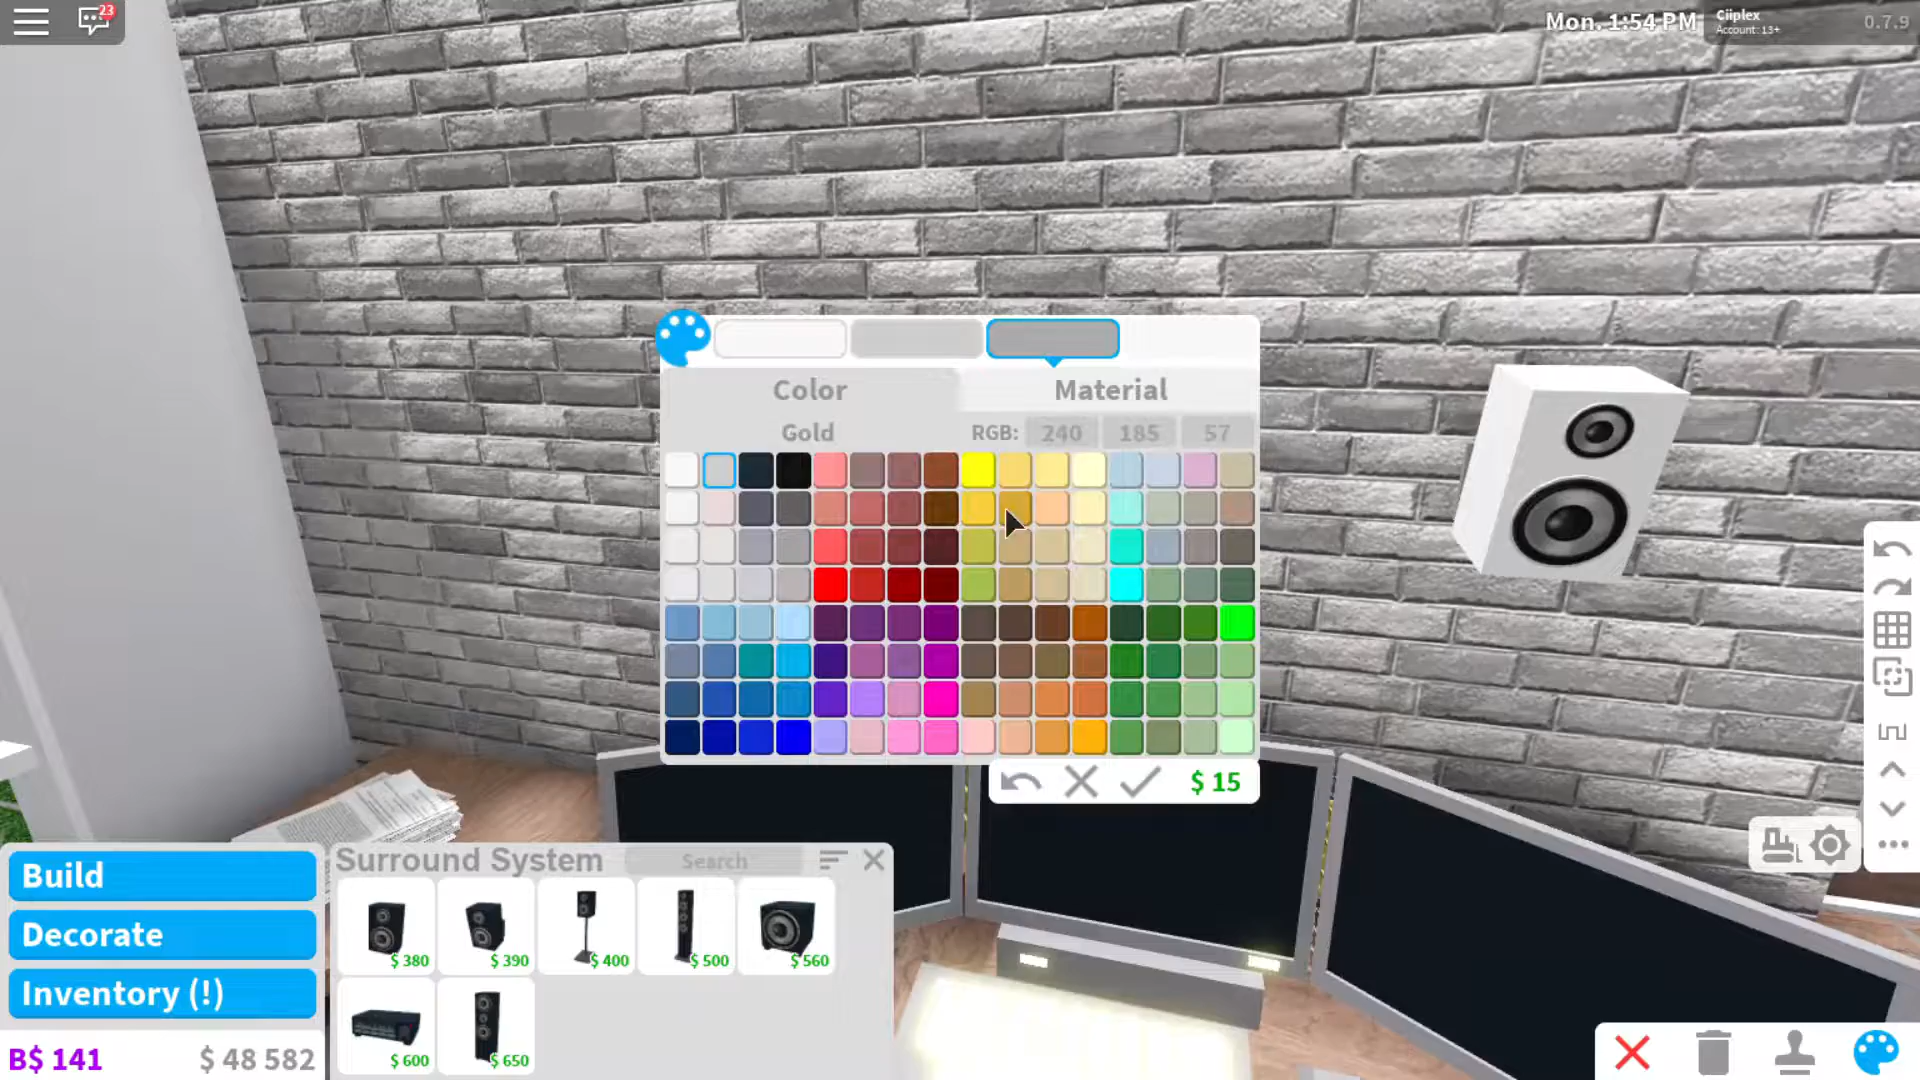 23
Mon. 1:54 PM
Ciiplex
Account: 13+
0.7.9
Color
Material
Gold
RGB: 240 185 57
$ 15
Build
Decorate
Inventory (!)
B$ 141
$ 48 582
Surround System
Search
$ 380
$ 390
$ 400
$ 500
$ 560
$ 600
$ 650